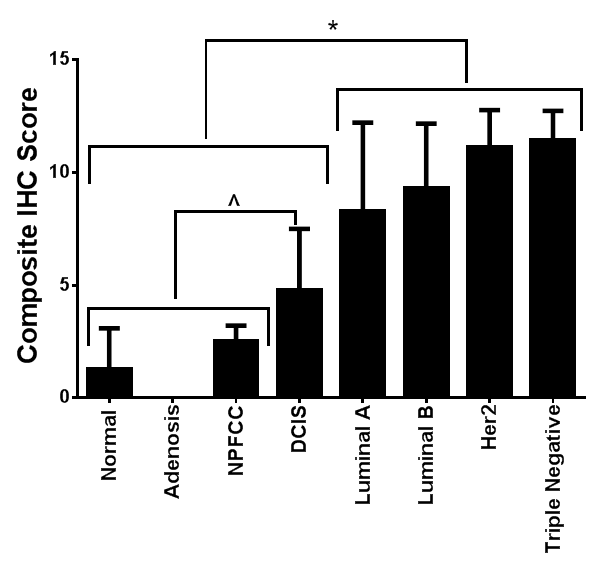 *
15
10
5
0
Composite IHC Score
^
Normal
Adenosis
NPFCC
DCIS
Luminal A
Luminal B
Her2
Triple Negative